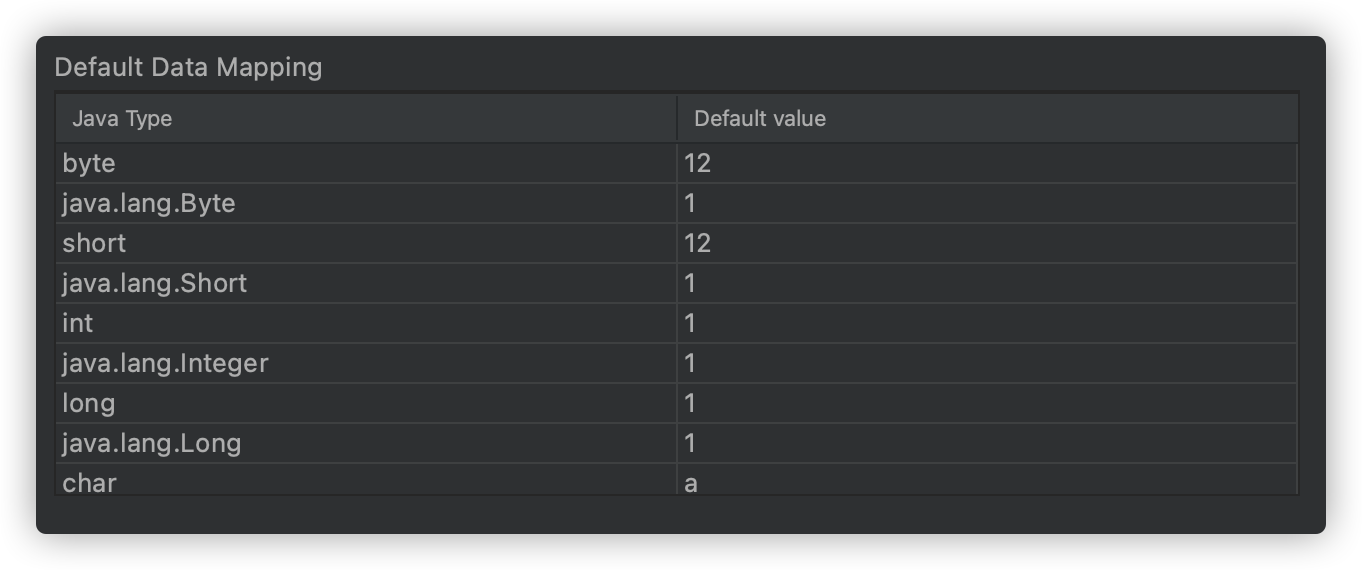 Default Data Mapping
Java Type Default value
byte 12
java.lang.Byte 1
short 12
java.lang.Short 1
int 1
java.lang.Integer 1
long 1
java.lang.Long 1
char a